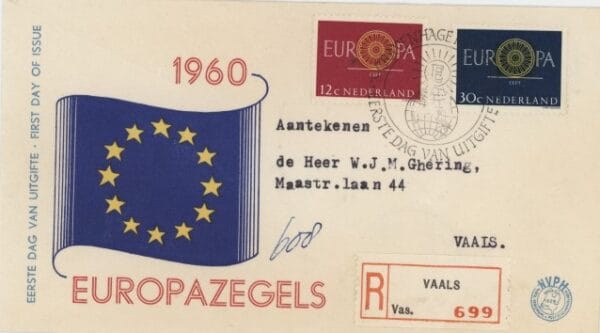 EERSTE DAG VAN UITGIFTE · FIRST DAY OF ISSUE
1960
EUROPAZEGELS
EUROPA
CEPT
12c NEDERLAND
EUROPA
CEPT
30c NEDERLAND
EERSTE DAG VAN UITGIFTE
Aantekenen
de Heer W.J.M.Ghering,
Maastr.laan 44
VAALS.
608
R
VAALS
Vas. 699
NVPH